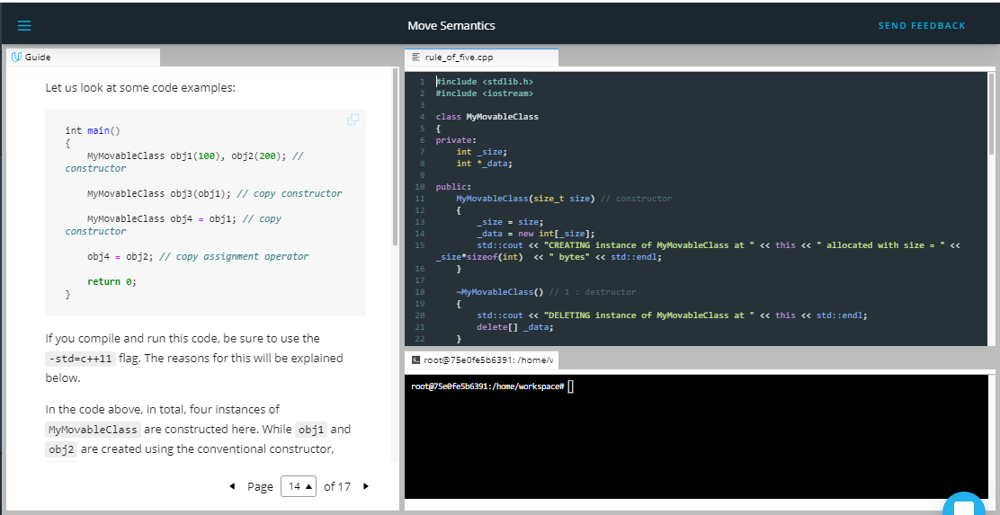 Move Semantics
SEND FEEDBACK
Guide
Let us look at some code examples:
int main()
{
MyMovableClass obj1(100), obj2(200); //
constructor
MyMovableClass obj3(obj1); // copy constructor
MyMovableClass obj4 = obj1; // copy
constructor
obj4 = obj2; // copy assignment operator
return 0;
}
If you compile and run this code, be sure to use the
-std=c++11 flag. The reasons for this will be explained
below.
In the code above, in total, four instances of
MyMovableClass are constructed here. While obj1 and
obj2 are created using the conventional constructor,
Page 14 of 17
rule_of_five.cpp
1 #include <stdlib.h>
2 #include <iostream>
3
4 class MyMovableClass
5 {
6 private:
7 int _size;
8 int *_data;
9
10 public:
11 MyMovableClass(size_t size) // constructor
12 {
13 _size = size;
14 _data = new int[_size];
15 std::cout << "CREATING instance of MyMovableClass at " << this << " allocated with size = " <<
_size*sizeof(int)  << " bytes" << std::endl;
16 }
17
18 ~MyMovableClass() // 1 : destructor
19 {
20 std::cout << "DELETING instance of MyMovableClass at " << this << std::endl;
21 delete[] _data;
22 }
root@75e0fe5b6391: /home/w
root@75e0fe5b6391:/home/workspace#